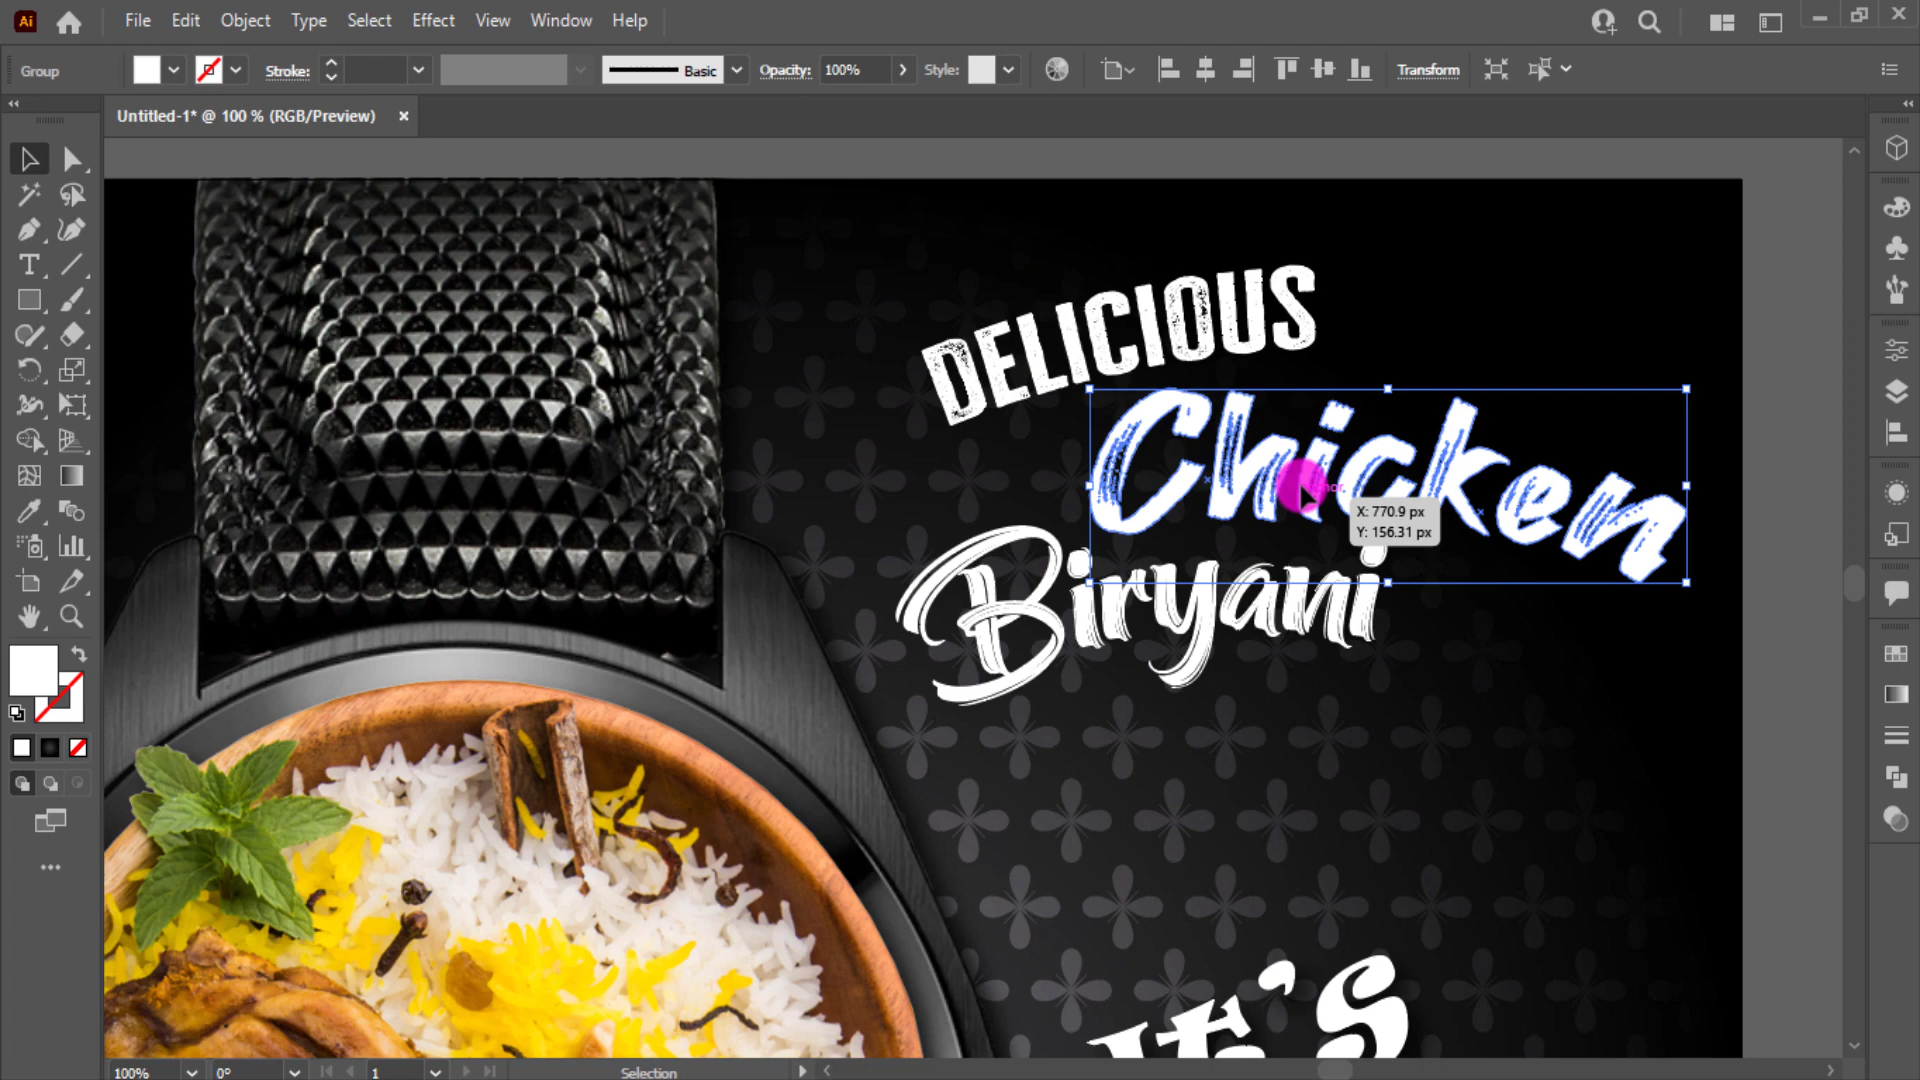 Ai File Edit Object Type Select Effect View Window Help
Group Stroke: Basic Opacity: 100% Style: Transform
Untitled-1* @ 100 % (RGB/Preview)
DELICIOUS
Chicken
X: 770.9 px
Y: 156.31 px
Biryani
It's
100% 0° 1 Selection